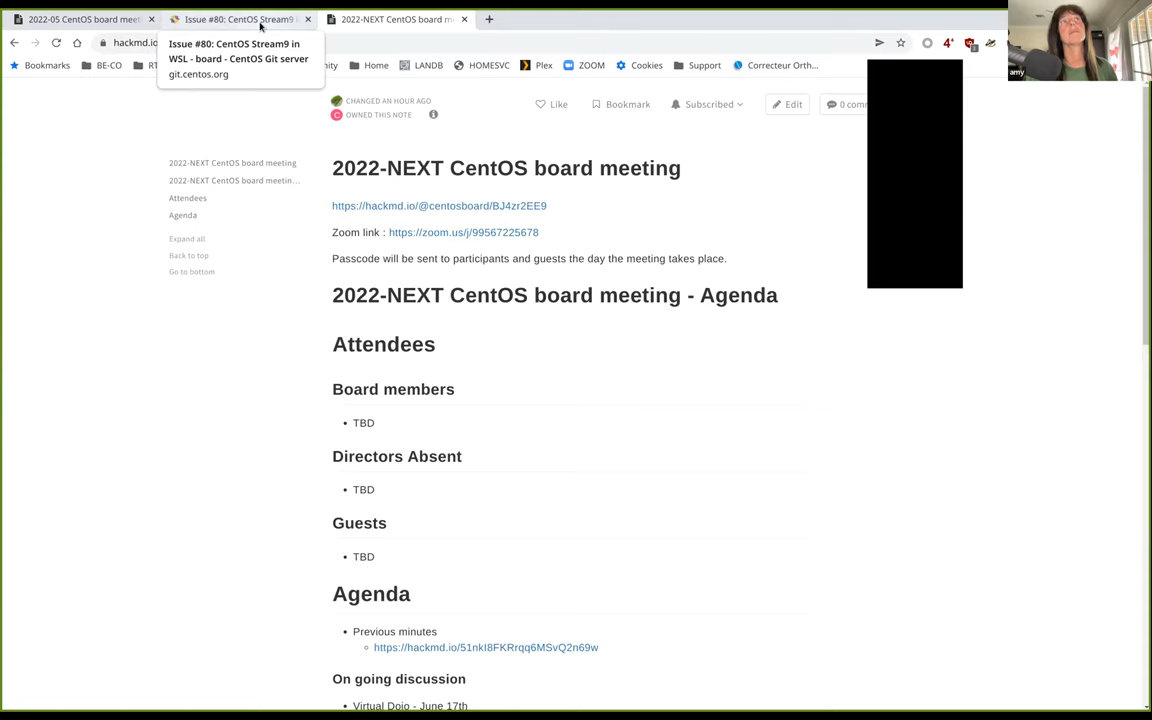 2022-05 CentOS board meet
Issue #80: CentOS Stream9 i
2022-NEXT CentOS board m
hackmd.io
Issue #80: CentOS Stream9 in
WSL - board - CentOS Git server
git.centos.org
Bookmarks
BE-CO
RT
nity
Home
LANDB
HOMESVC
Plex
ZOOM
Cookies
Support
Correcteur Orth...
amy
CHANGED AN HOUR AGO
OWNED THIS NOTE
Like
Bookmark
Subscribed
Edit
0 comm
2022-NEXT CentOS board meeting
2022-NEXT CentOS board meetin...
Attendees
Agenda
Expall all
Back to top
Go to bottom
2022-NEXT CentOS board meeting
https://hackmd.io/@centosboard/BJ4zr2EE9
Zoom link : https://zoom.us/j/99567225678
Passcode will be sent to participants and guests the day the meeting takes place.
2022-NEXT CentOS board meeting - Agenda
Attendees
Board members
TBD
Directors Absent
TBD
Guests
TBD
Agenda
Previous minutes
https://hackmd.io/51nkI8FKRrqq6MSvQ2n69w
On going discussion
Virtual Dojo - June 17th